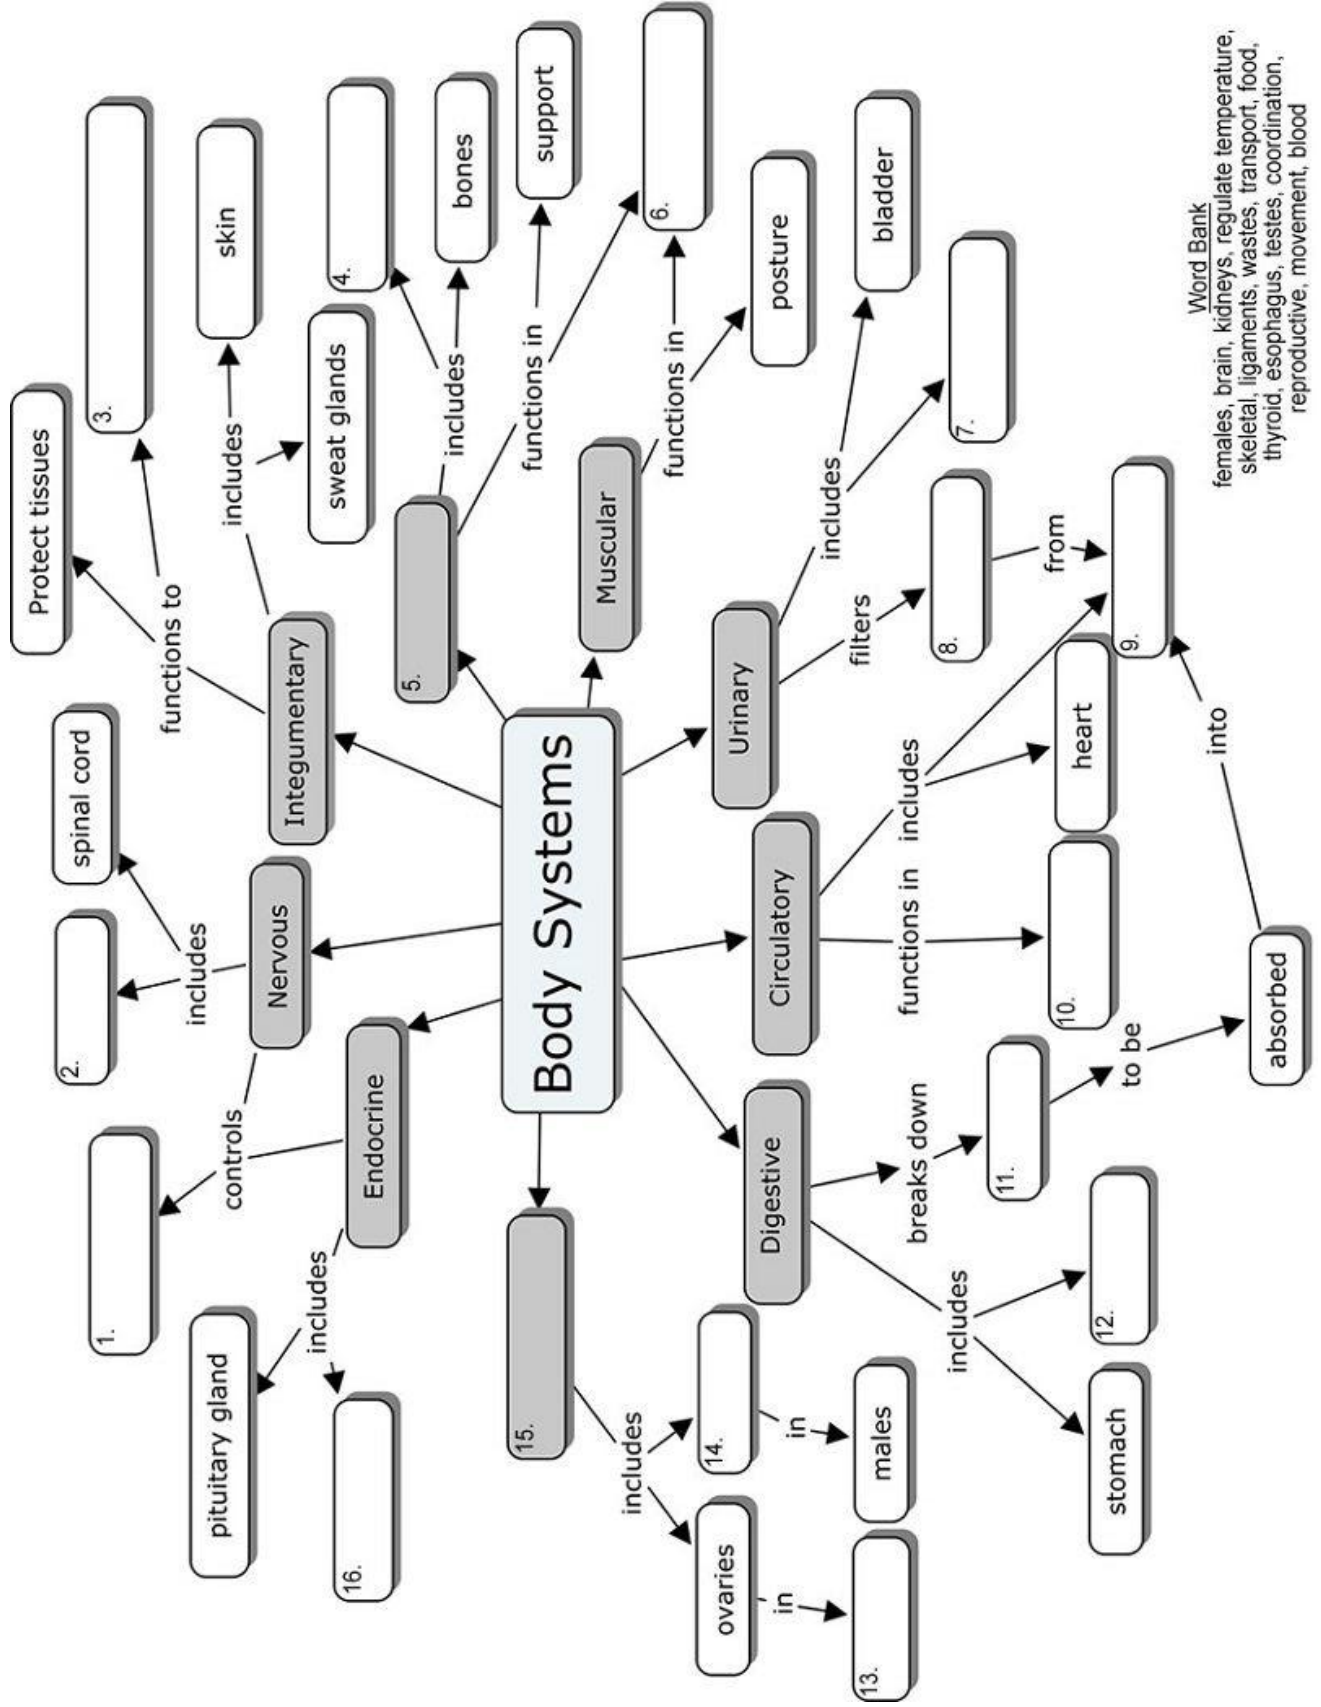 1.
2.
spinal cord
Protect tissues
3.
controls
includes
functions to
includes
skin
pituitary gland
includes
Nervous
Integumentary
sweat glands
4.
16.
Endocrine
5.
includes
bones
15.
Body Systems
functions in
support
Muscular
functions in
6.
includes
14.
Digestive
Circulatory
Urinary
includes
posture
ovaries
in
in
males
13.
breaks down
functions in
includes
filters
bladder
includes
11.
8.
7.
stomach
12.
to be
10.
heart
from
9.
absorbed
into
Word Bank
females, brain, kidneys, regulate temperature,
skeletal, ligaments, wastes, transport, food,
thyroid, esophagus, testes, coordination,
reproductive, movement, blood